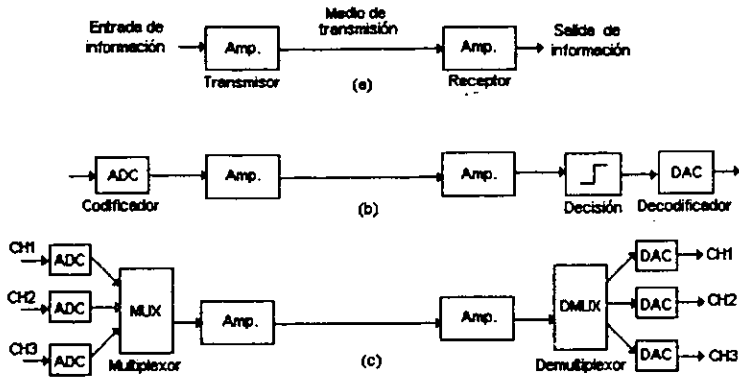 Entrada de
información
Amp.
Transmisor
Medio de
transmisión
Amp.
Receptor
Salida de
información
(a)
ADC
Codificador
Amp.
Amp.
Decisión
DAC
Decodificador
(b)
CH1
ADC
CH2
ADC
CH3
ADC
MUX
Multiplexor
Amp.
Amp.
DMUX
Demultiplexor
DAC
CH1
DAC
CH2
DAC
CH3
(c)